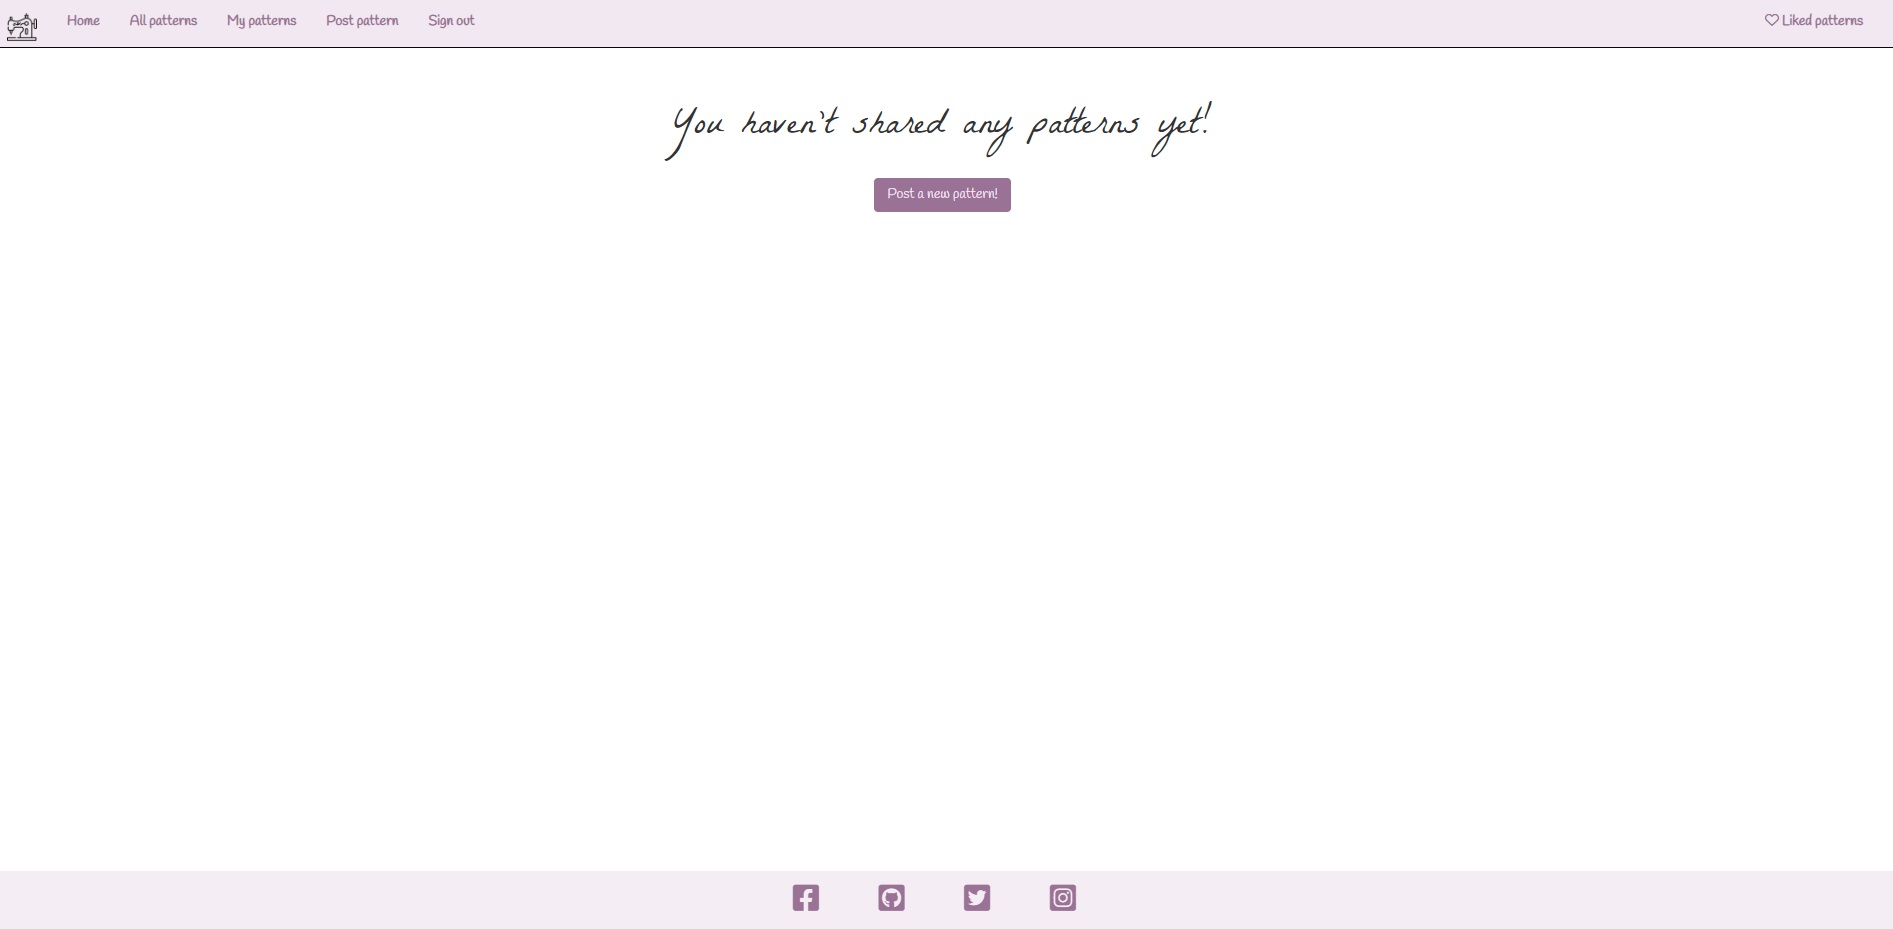 Home All patterns My patterns Post pattern Sign out Liked patterns
You haven't shared any patterns yet!
Post a new pattern!